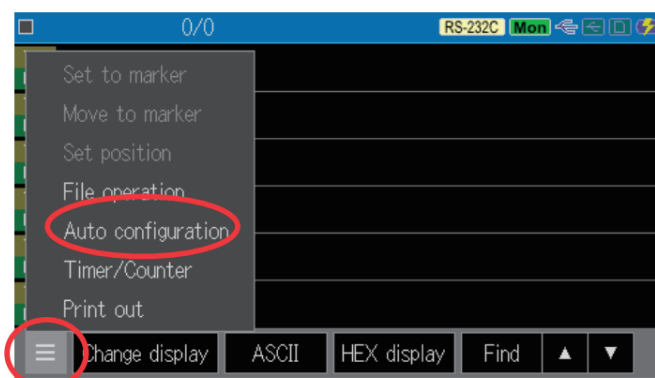 0/0 RS-232C Mon
Set to marker
Move to marker
Set position
File operation
Auto configuration
Timer/Counter
Print out
Change display ASCII HEX display Find ▲ ▼